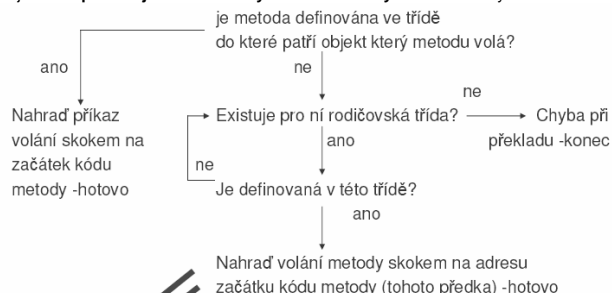 je metoda definována ve třídě
do které patří objekt který metodu volá?
ano
ne
ne
Nahraď příkaz
volání skokem na
začátek kódu
metody -hotovo
Existuje pro ní rodičovská třída?
Chyba při
překladu -konec
ano
ne
Je definovaná v této třídě?
ano
Nahraď volání metody skokem na adresu
začátku kódu metody (tohoto předka) -hotovo